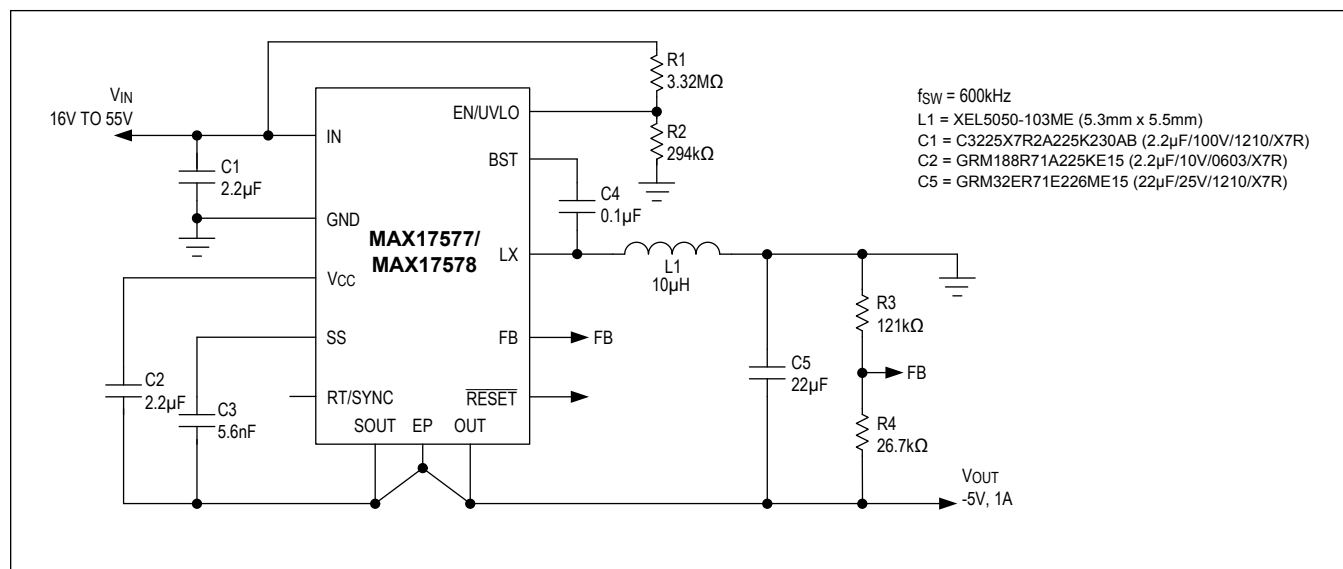 VIN
16V TO 55V
C1
2.2µF
IN
GND
VCC
SS
RT/SYNC
SOUT
EP
OUT
MAX17577/
MAX17578
EN/UVLO
BST
LX
FB
RESET
R1
3.32MΩ
R2
294kΩ
C4
0.1µF
L1
10µH
FB
C2
2.2µF
C3
5.6nF
C5
22µF
R3
121kΩ
FB
R4
26.7kΩ
VOUT
-5V, 1A
fSW = 600kHz
L1 = XEL5050-103ME (5.3mm x 5.5mm)
C1 = C3225X7R2A225K230AB (2.2µF/100V/1210/X7R)
C2 = GRM188R71A225KE15 (2.2µF/10V/0603/X7R)
C5 = GRM32ER71E226ME15 (22µF/25V/1210/X7R)